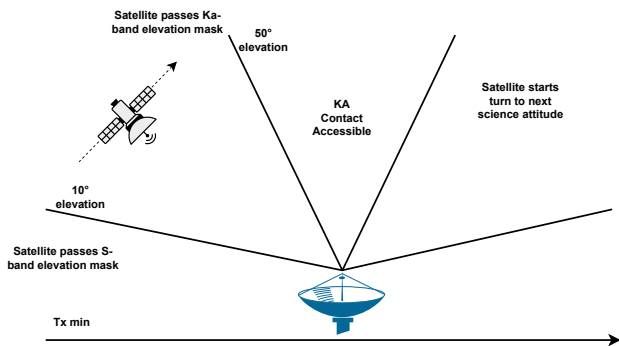 Satellite passes Ka-
band elevation mask
50°
elevation
KA
Contact
Accessible
Satellite starts
turn to next
science attitude
10°
elevation
Satellite passes S-
band elevation mask
Tx min